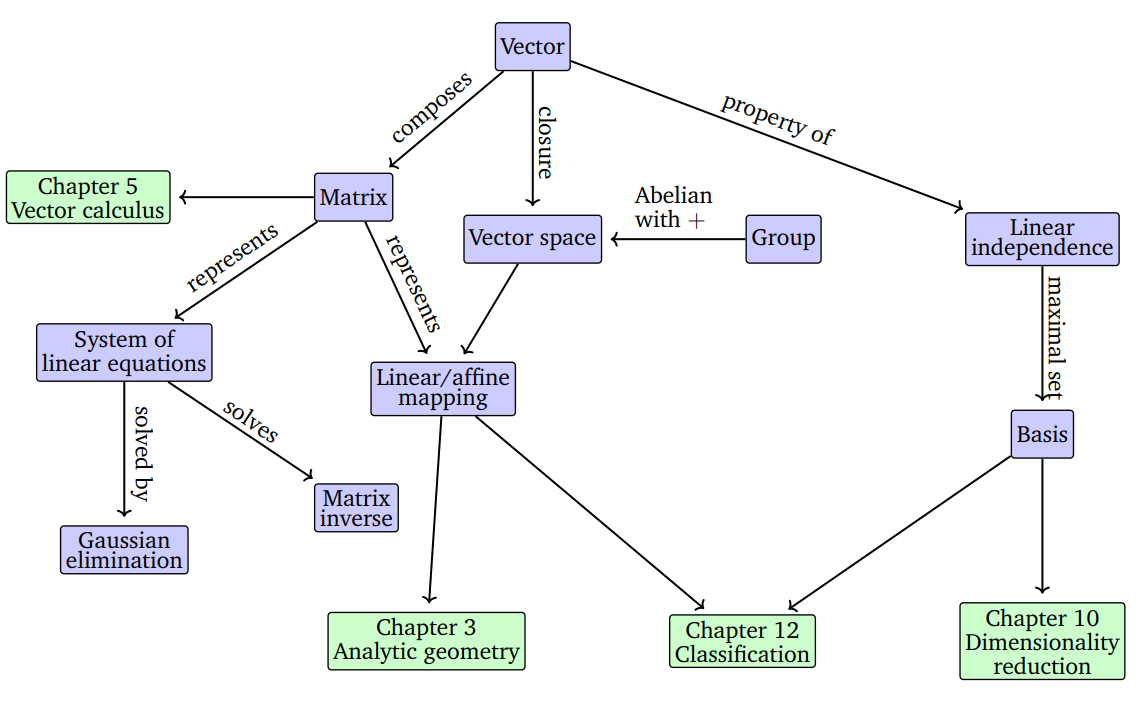 Vector
composes
closure
property of
Chapter 5
Vector calculus
Matrix
Abelian
with +
Vector space
Group
Linear
independence
represents
represents
maximal set
System of
linear equations
Linear/affine
mapping
solved by
solves
Basis
Matrix
inverse
Gaussian
elimination
Chapter 3
Analytic geometry
Chapter 12
Classification
Chapter 10
Dimensionality
reduction